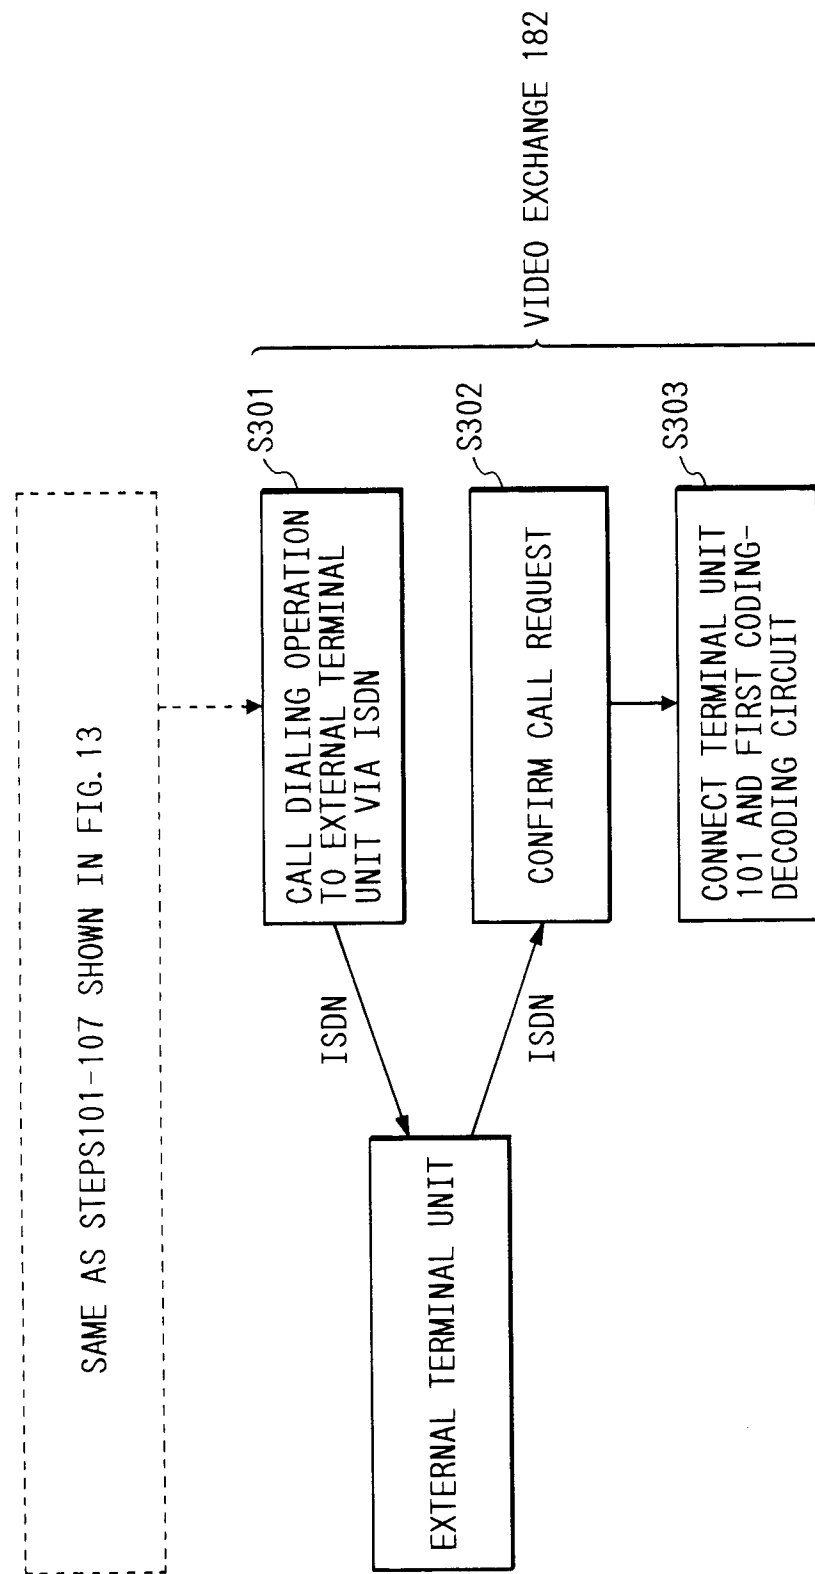 SAME AS STEPS101-107 SHOWN IN FIG.13
S301
CALL DIALING OPERATION
TO EXTERNAL TERMINAL
UNIT VIA ISDN
ISDN
EXTERNAL TERMINAL UNIT
ISDN
S302
CONFIRM CALL REQUEST
S303
CONNECT TERMINAL UNIT
101 AND FIRST CODING-
DECODING CIRCUIT
VIDEO EXCHANGE 182